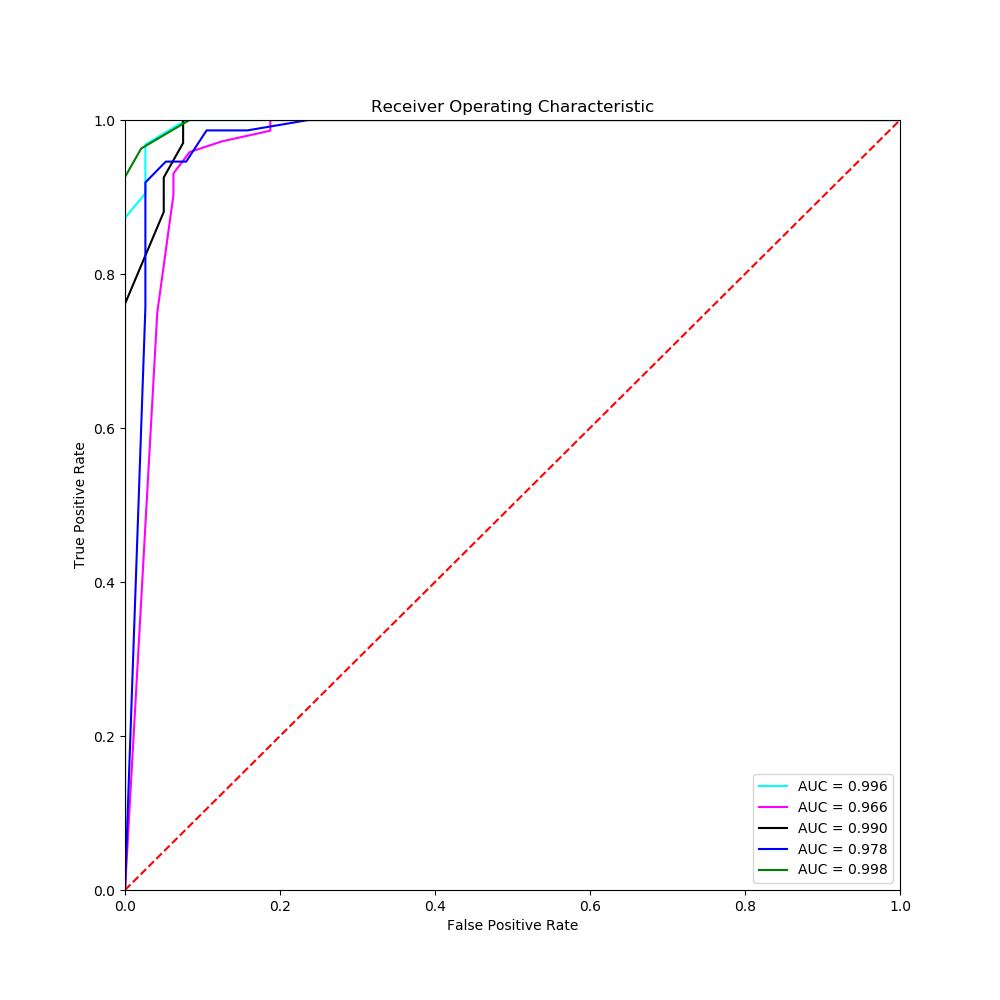 Receiver Operating Characteristic
1.0
0.8
0.6
0.4
0.2
0.0
True Positive Rate
0.0 0.2 0.4 0.6 0.8 1.0
False Positive Rate
AUC = 0.996
AUC = 0.966
AUC = 0.990
AUC = 0.978
AUC = 0.998